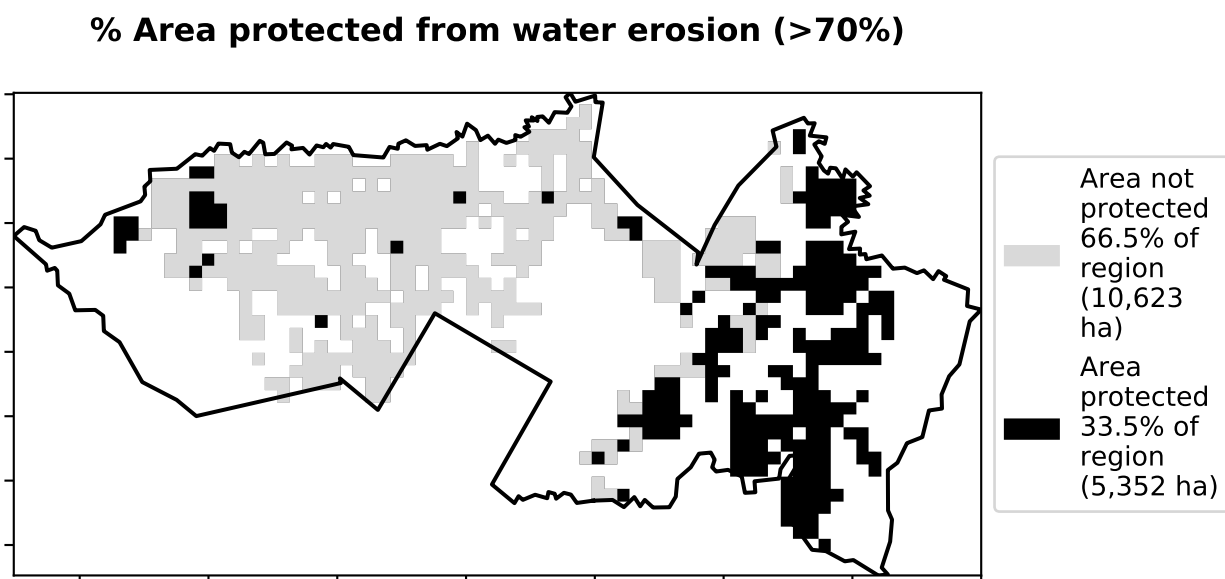 % Area protected from water erosion (>70%)
Area not
protected
66.5% of
region
(10,623
ha)
Area
protected
33.5% of
region
(5,352 ha)